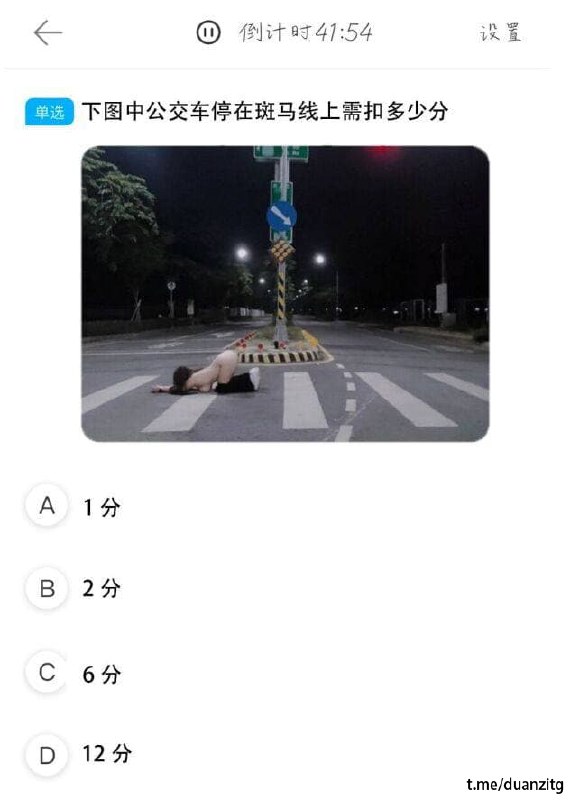 倒计时41:54 设置
单选 下图中公交车停在斑马线上需扣多少分
A 1 分
B 2 分
C 6 分
D 12 分
t.me/duanzitg